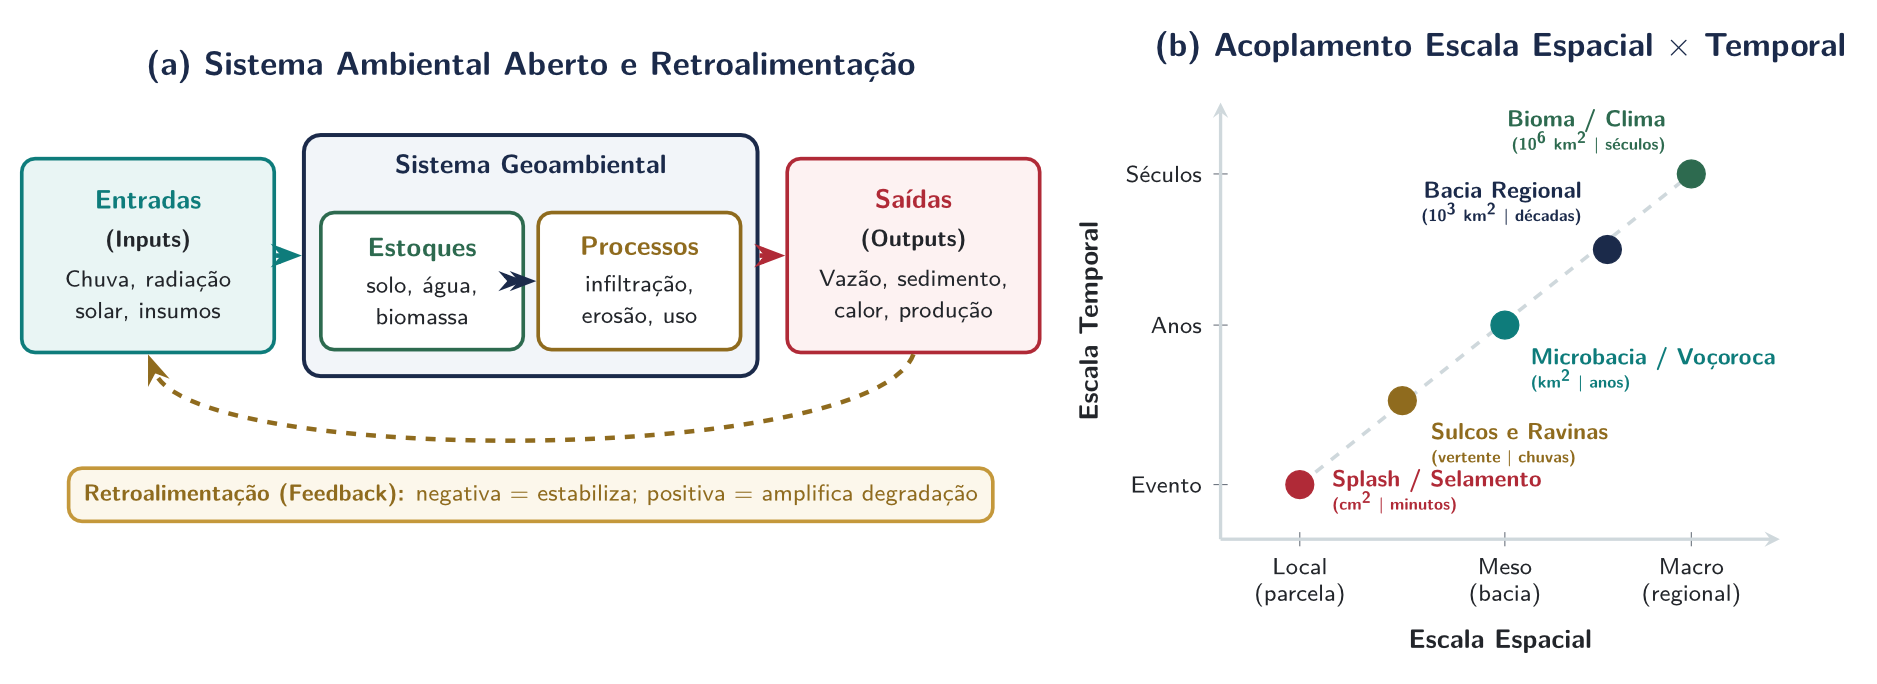 (a) Sistema Ambiental Aberto e Retroalimentação
Entradas
(Inputs)
Chuva, radiação
solar, insumos
Sistema Geoambiental
Estoques
solo, água,
biomassa
Processos
infiltração,
erosão, uso
Saídas
(Outputs)
Vazão, sedimento,
calor, produção
Retroalimentação (Feedback): negativa = estabiliza; positiva = amplifica degradação
(b) Acoplamento Escala Espacial × Temporal
Escala Temporal
Séculos
Anos
Evento
Bioma / Clima
(10⁶ km² | séculos)
Bacia Regional
(10³ km² | décadas)
Microbacia / Voçoroca
(km² | anos)
Sulcos e Ravinas
(vertente | chuvas)
Splash / Selamento
(cm² | minutos)
Local
(parcela)
Meso
(bacia)
Macro
(regional)
Escala Espacial